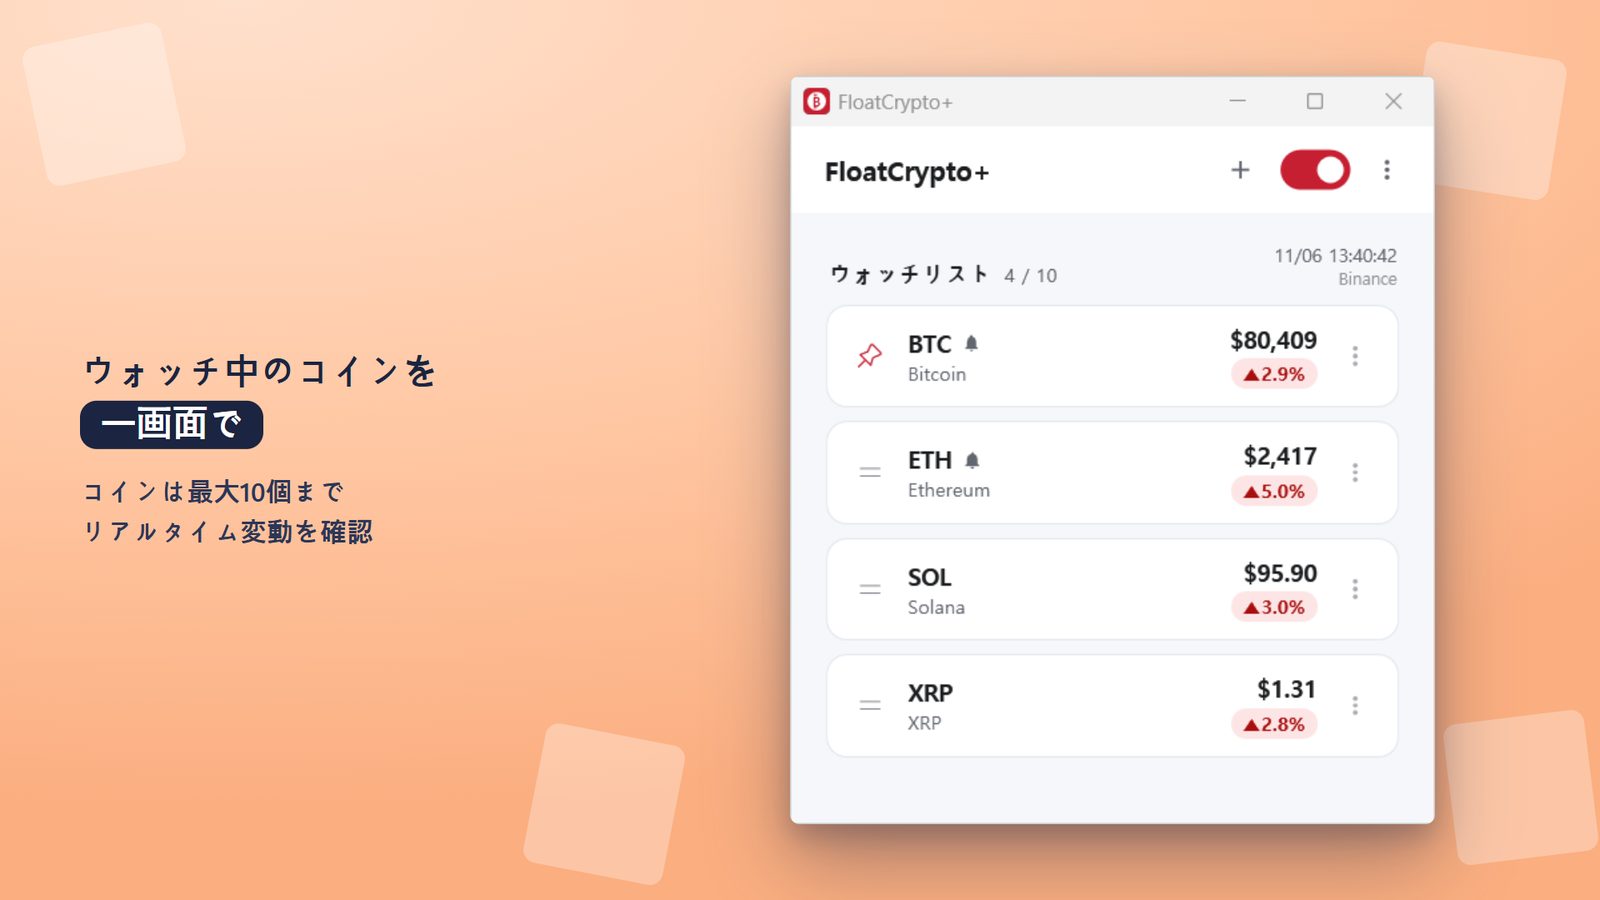 ウォッチ中のコインを
一画面で
コインは最大10個まで
リアルタイム変動を確認
FloatCrypto+
FloatCrypto+
11/06 13:40:42
ウォッチリスト 4 / 10
Binance
BTC
$80,409
Bitcoin
▲2.9%
ETH
$2,417
Ethereum
▲5.0%
SOL
$95.90
Solana
▲3.0%
XRP
$1.31
XRP
▲2.8%